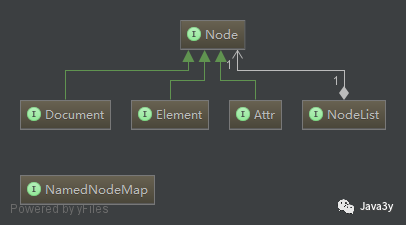 I Node
1
1
I Document
I Element
I Attr
I NodeList
I NamedNodeMap
Powered by yFiles
Java3y